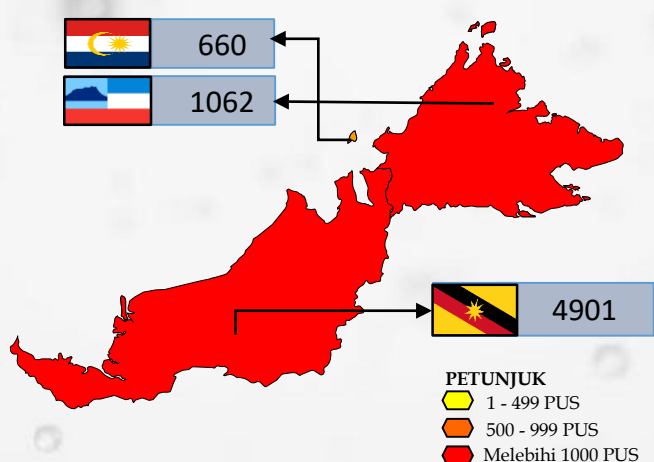 660
1062
4901
PETUNJUK
1 - 499 PUS
500 - 999 PUS
Melebihi 1000 PUS